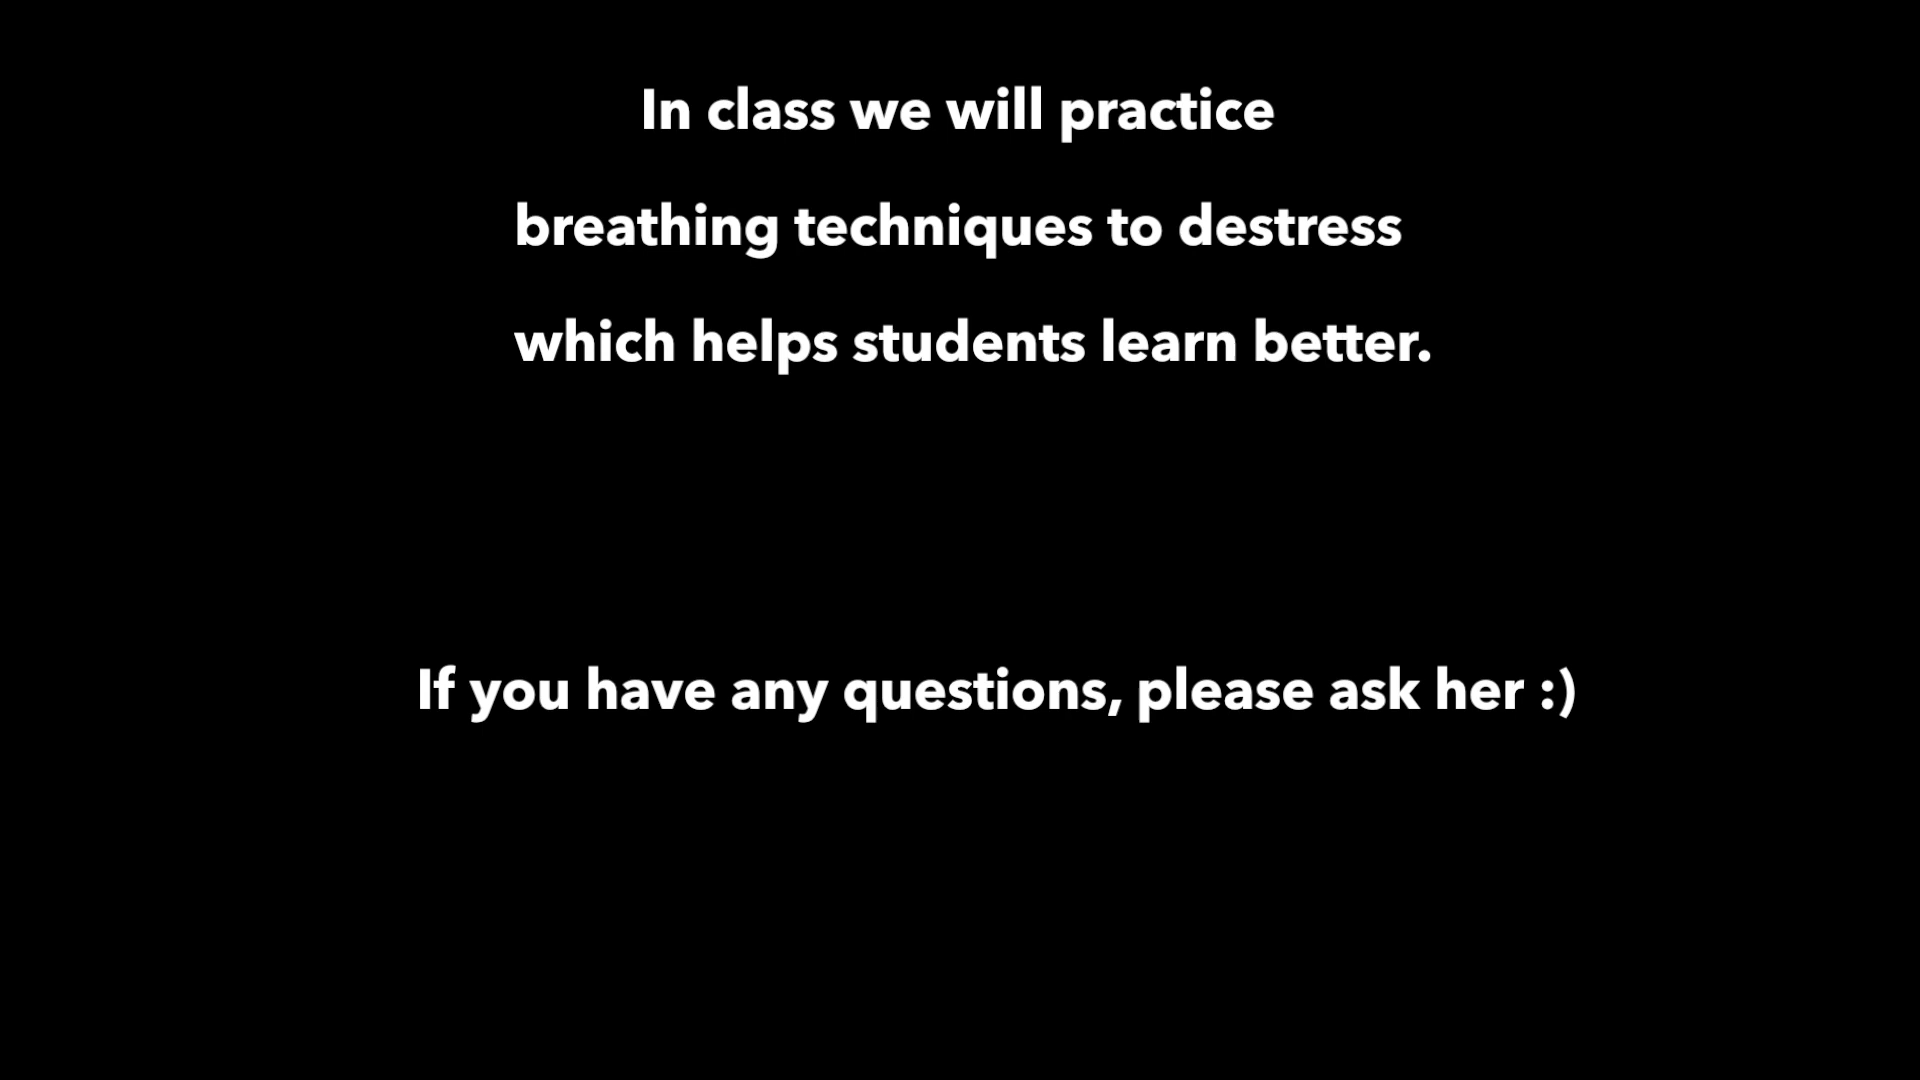 In class we will practice
breathing techniques to destress
which helps students learn better.
If you have any questions, please ask her :)